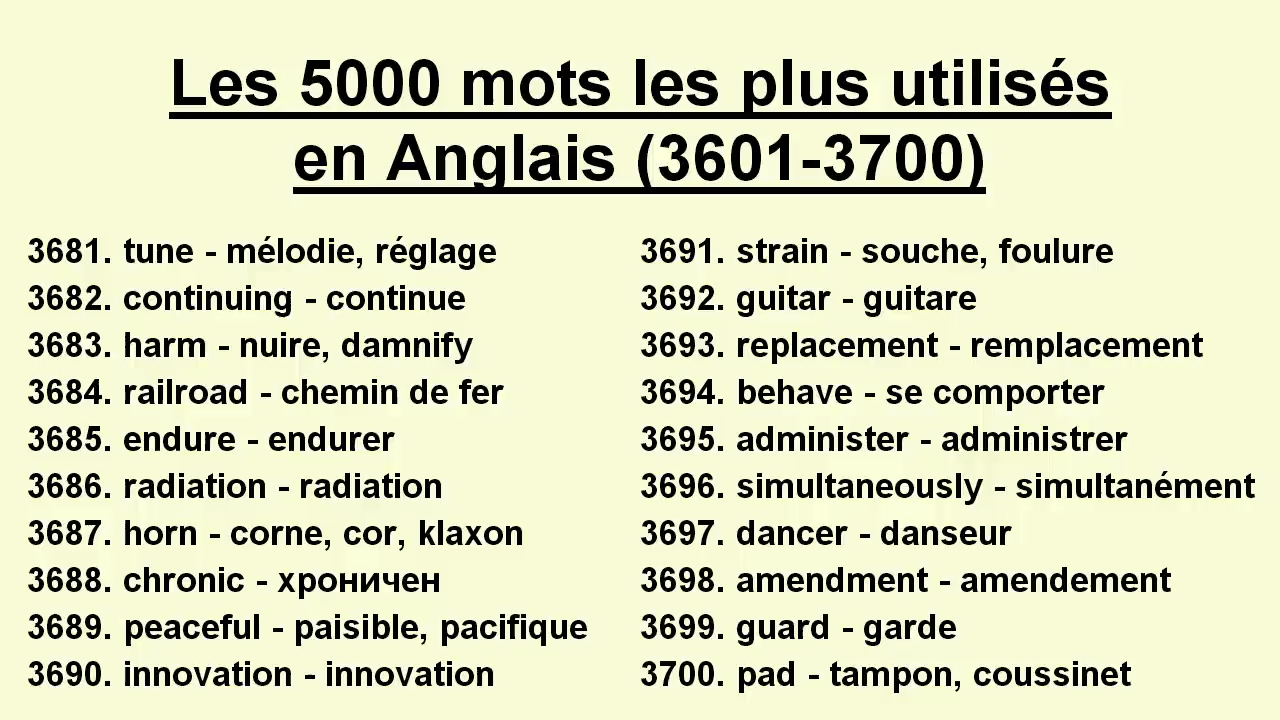 Les 5000 mots les plus utilisés
en Anglais (3601-3700)
3681. tune - mélodie, réglage
3682. continuing - continue
3683. harm - nuire, damnify
3684. railroad - chemin de fer
3685. endure - endurer
3686. radiation - radiation
3687. horn - corne, cor, klaxon
3688. chronic - хроничен
3689. peaceful - paisible, pacifique
3690. innovation - innovation
3691. strain - souche, foulure
3692. guitar - guitare
3693. replacement - remplacement
3694. behave - se comporter
3695. administer - administrer
3696. simultaneously - simultanément
3697. dancer - danseur
3698. amendment - amendement
3699. guard - garde
3700. pad - tampon, coussinet